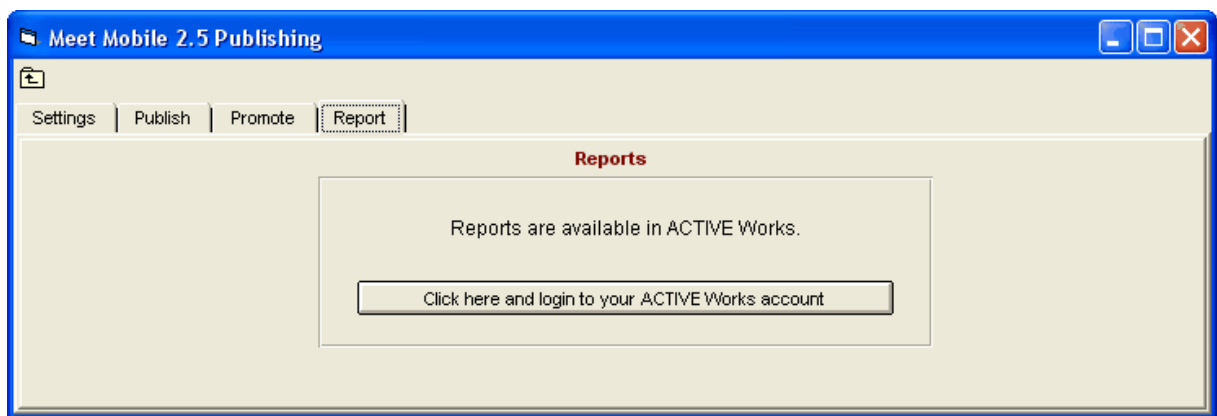 Meet Mobile 2.5 Publishing
Settings Publish Promote Report
Reports
Reports are available in ACTIVE Works.
Click here and login to your ACTIVE Works account